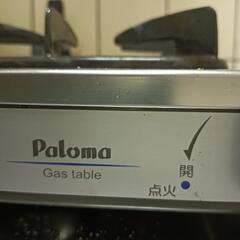 Paloma
Gas table
開
点火